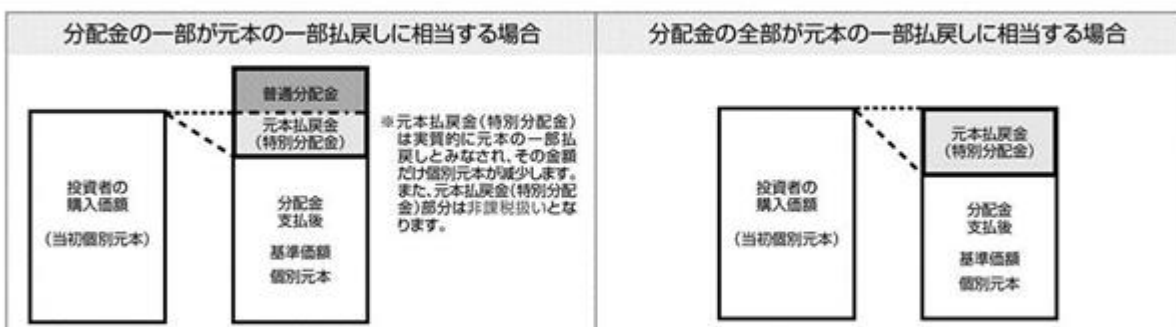 分配金の一部が元本の一部払戻しに相当する場合
普通分配金
元本払戻金
(特別分配金)
投資者の
購入価額
(当初個別元本)
分配金
支払後
基準価額
個別元本
※元本払戻金(特別分配金)
は実質的に元本の一部払
戻しとみなされ、その金額
だけ個別元本が減少します。
また、元本払戻金(特別分配
金)部分は非課税扱いとな
ります。
分配金の全部が元本の一部払戻しに相当する場合
投資者の
購入価額
(当初個別元本)
元本払戻金
(特別分配金)
分配金
支払後
基準価額
個別元本